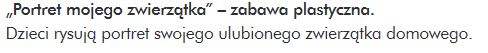 „Portret mojego zwierzątka” – zabawa plastyczna.
Dzieci rysują portret swojego ulubionego zwierzątka domowego.